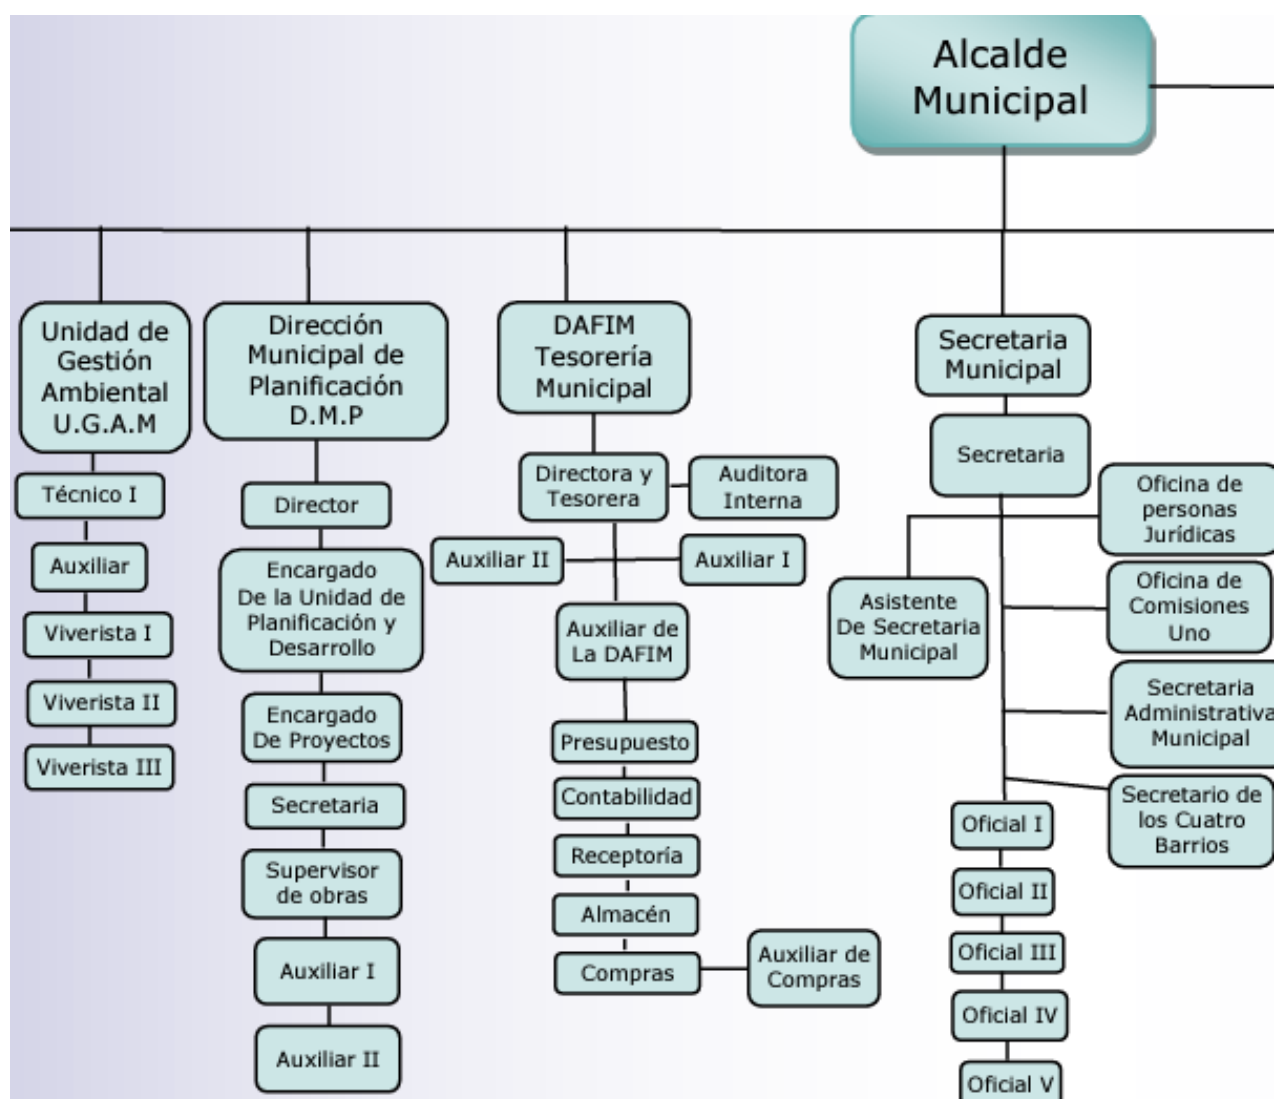 Alcalde
Municipal
Unidad de
Gestión
Ambiental
U.G.A.M
Técnico I
Auxiliar
Viverista I
Viverista II
Viverista III
Dirección
Municipal de
Planificación
D.M.P
Director
Encargado
De la Unidad de
Planificación y
Desarrollo
Encargado
De Proyectos
Secretaria
Supervisor
de obras
Auxiliar I
Auxiliar II
DAFIM
Tesorería
Municipal
Directora y
Tesorera
Auditora
Interna
Auxiliar II
Auxiliar I
Auxiliar de
La DAFIM
Presupuesto
Contabilidad
Receptoría
Almacén
Compras
Auxiliar de
Compras
Secretaria
Municipal
Secretaria
Asistente
De Secretaria
Municipal
Oficina de
personas
Jurídicas
Oficina de
Comisiones
Uno
Secretaria
Administrativa
Municipal
Secretario de
los Cuatro
Barrios
Oficial I
Oficial II
Oficial III
Oficial IV
Oficial V